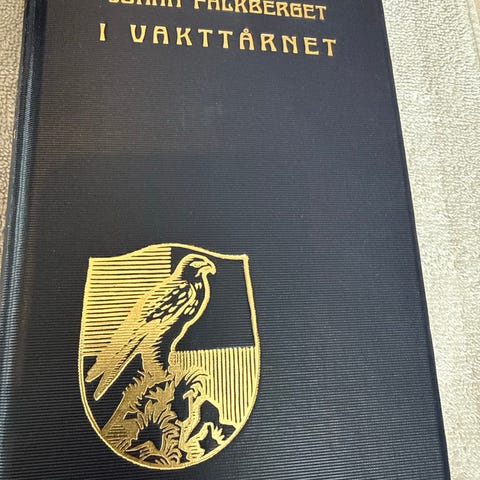 JOHAN FALKBERGET
I VAKTTÅRNET